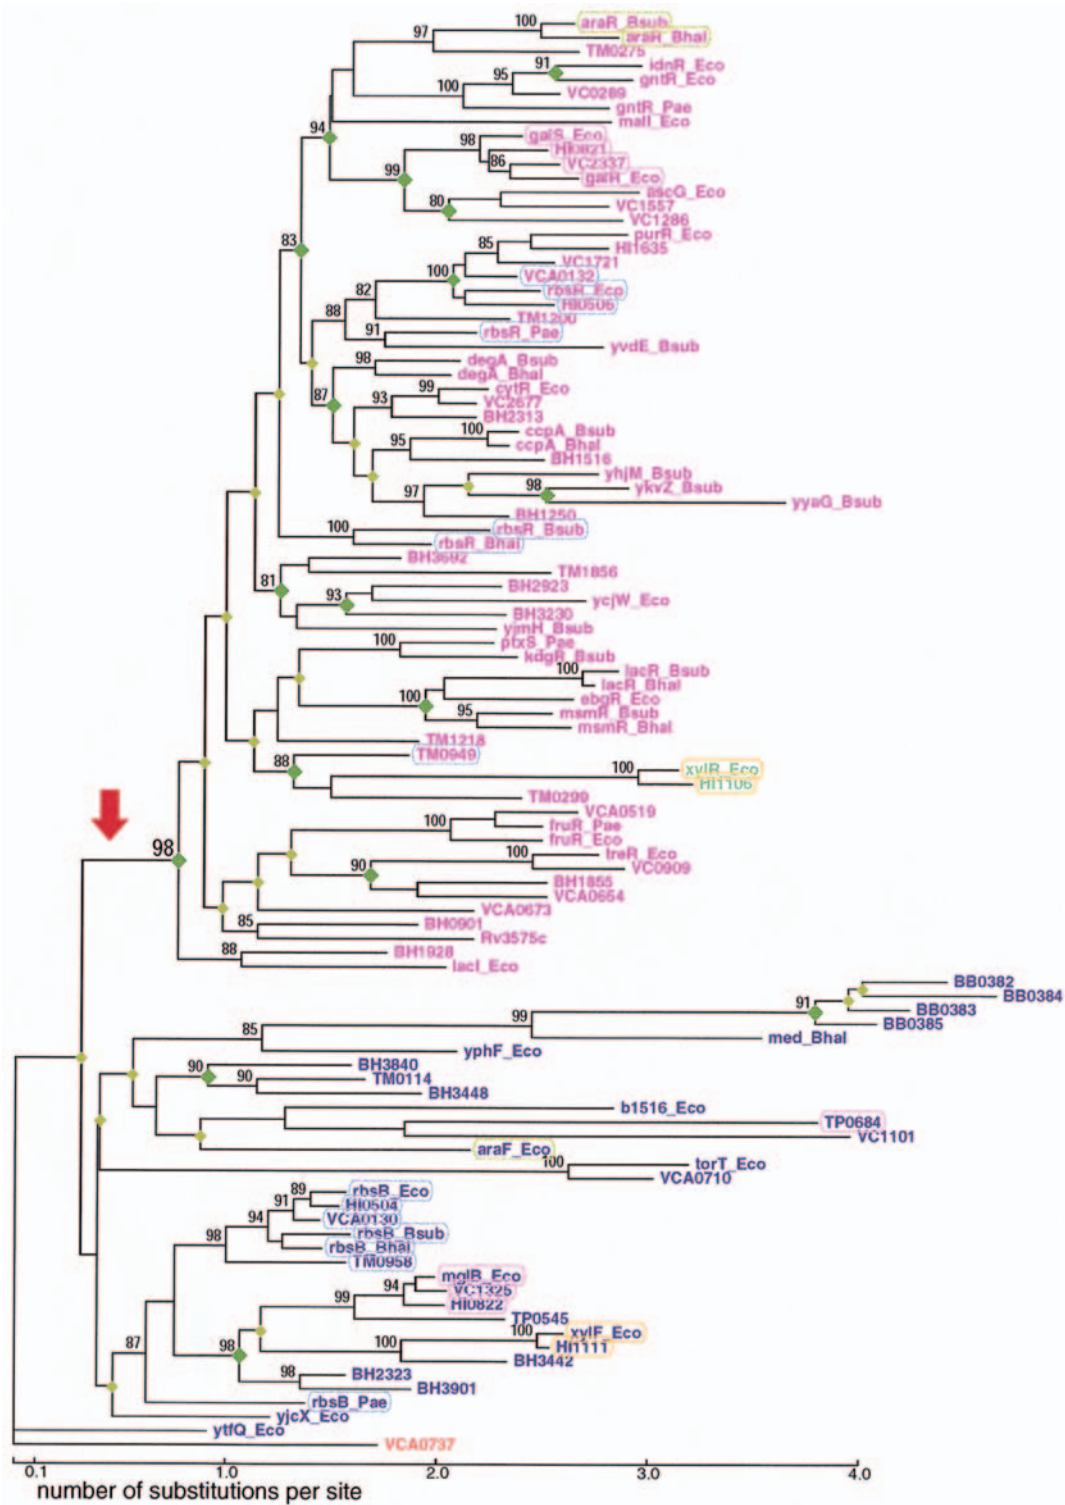 100
araR_Bsub
97
araR_Bhal
TM0275
91
idnR_Eco
95
gntR_Eco
100
VC0289
gntR_Pae
malI_Eco
94
98
galS_Eco
HI0821
86
VC2337
99
galR_Eco
ascG_Eco
80
VC1557
VC1286
83
purR_Eco
85
HI1635
VC1721
100
VCA0132
82
rbsR_Eco
HI0506
88
TM1200
91
rbsR_Pae
yvdE_Bsub
98
degA_Bsub
degA_Bhal
87
99
cytR_Eco
93
VC2677
BH2313
100
ccpA_Bsub
95
ccpA_Bhal
BH1516
yhjM_Bsub
97
98
ykvZ_Bsub
yyaG_Bsub
BH1250
100
rbsR_Bsub
rbsR_Bhal
BH3692
TM1856
81
BH2923
93
ycjW_Eco
BH3230
yjmH_Bsub
100
ptxS_Pae
kdgR_Bsub
100
lacR_Bsub
lacR_Bhal
100
ebgR_Eco
95
msmR_Bsub
msmR_Bhal
TM1218
TM0949
88
100
xylR_Eco
HI1106
TM0299
VCA0519
100
fruR_Pae
fruR_Eco
98
100
treR_Eco
90
VC0909
BH1855
VCA0654
VCA0673
85
BH0901
Rv3575c
88
BH1928
lacI_Eco
BB0382
91
BB0384
99
BB0383
BB0385
85
med_Bhal
yphF_Eco
90
BH3840
90
TM0114
BH3448
b1516_Eco
TP0684
VC1101
araF_Eco
100
torT_Eco
VCA0710
89
rbsB_Eco
91
HI0504
94
VCA0130
98
rbsB_Bsub
rbsB_Bhal
TM0958
94
mglB_Eco
VC1325
99
HI0822
TP0545
87
100
xylF_Eco
98
100
HI1111
BH3442
98
BH2323
BH3901
rbsB_Pae
yjcX_Eco
ytfQ_Eco
VCA0737
0.1 1.0 2.0 3.0 4.0
number of substitutions per site